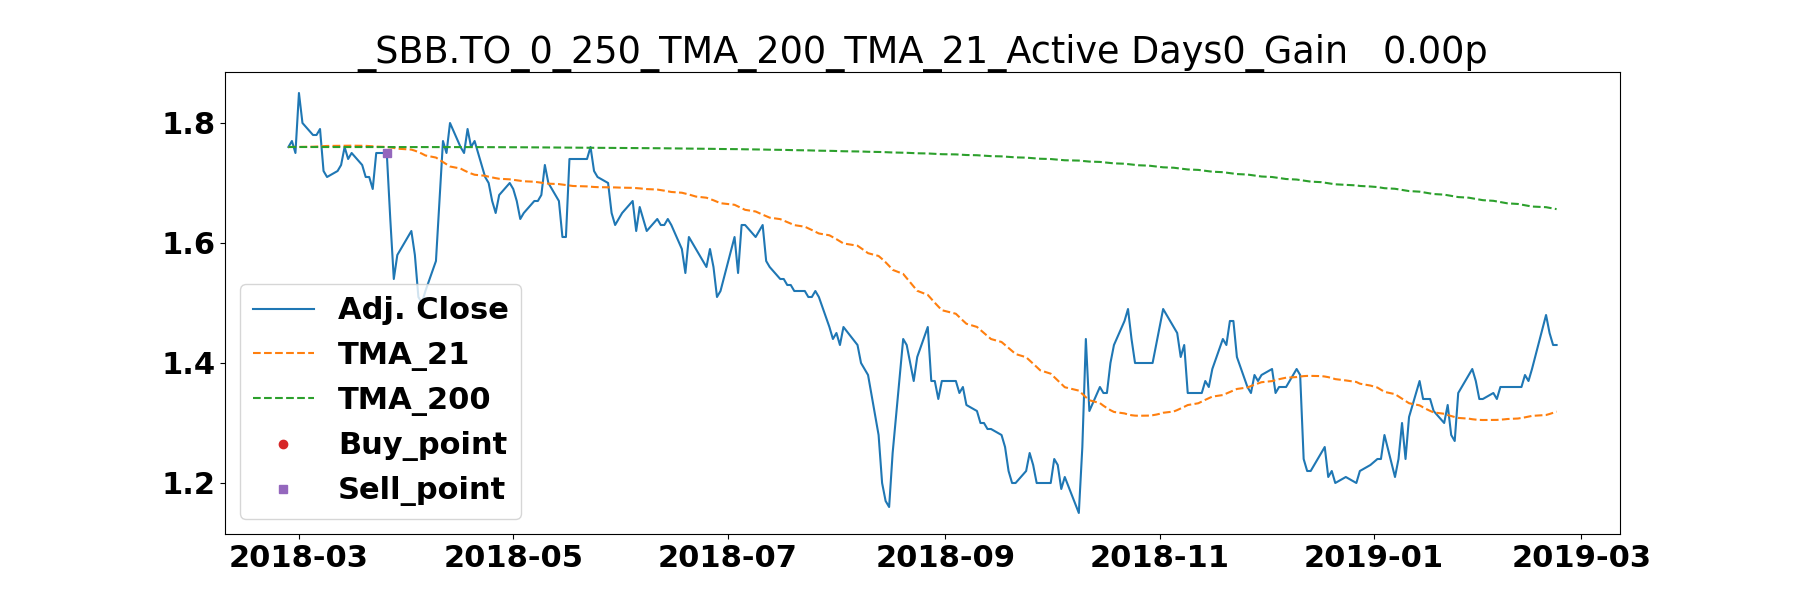 _SBB.TO_0_250_TMA_200_TMA_21_Active Days0_Gain   0.00p
1.8
1.6
1.4
1.2
Adj. Close
TMA_21
TMA_200
Buy_point
Sell_point
2018-03 2018-05 2018-07 2018-09 2018-11 2019-01 2019-03